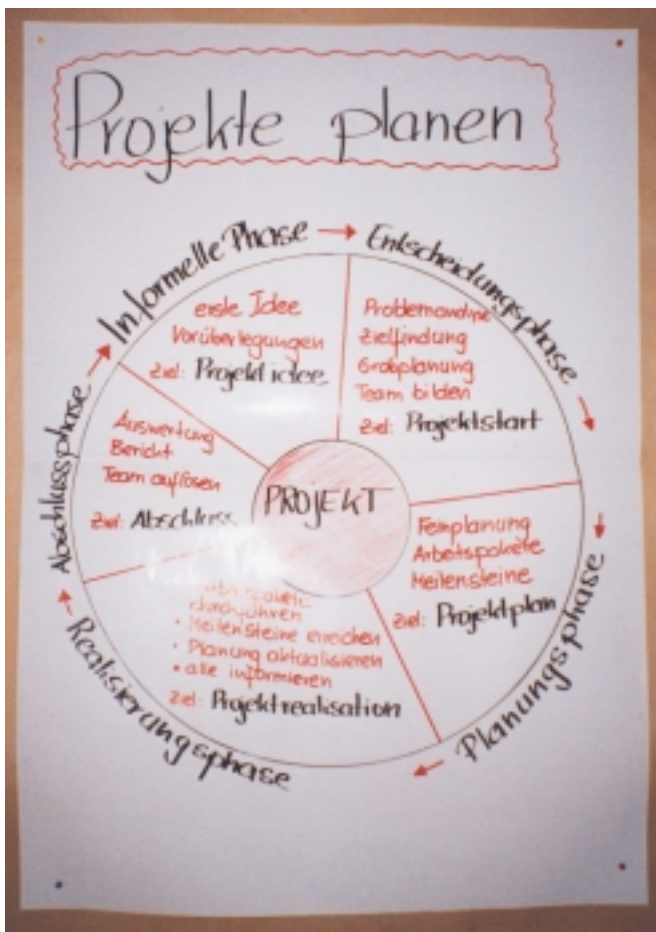 Projekte planen
Informelle Phase
erste Idee
Vorüberlegungen
Ziel: Projektidee
Entscheidungsphase
Problemanalyse
Zielfindung
Grobplanung
Team bilden
Ziel: Projektstart
Planungsphase
Feinplanung
Arbeitspakete
Meilensteine
Ziel: Projektplan
Realisierungsphase
durchführen
• Meilensteine erreichen
• Planung aktualisieren
• alle informieren
Ziel: Projektrealisation
Abschlussphase
Auswertung
Bericht
Team auflösen
Ziel: Abschluss
PROJEKT